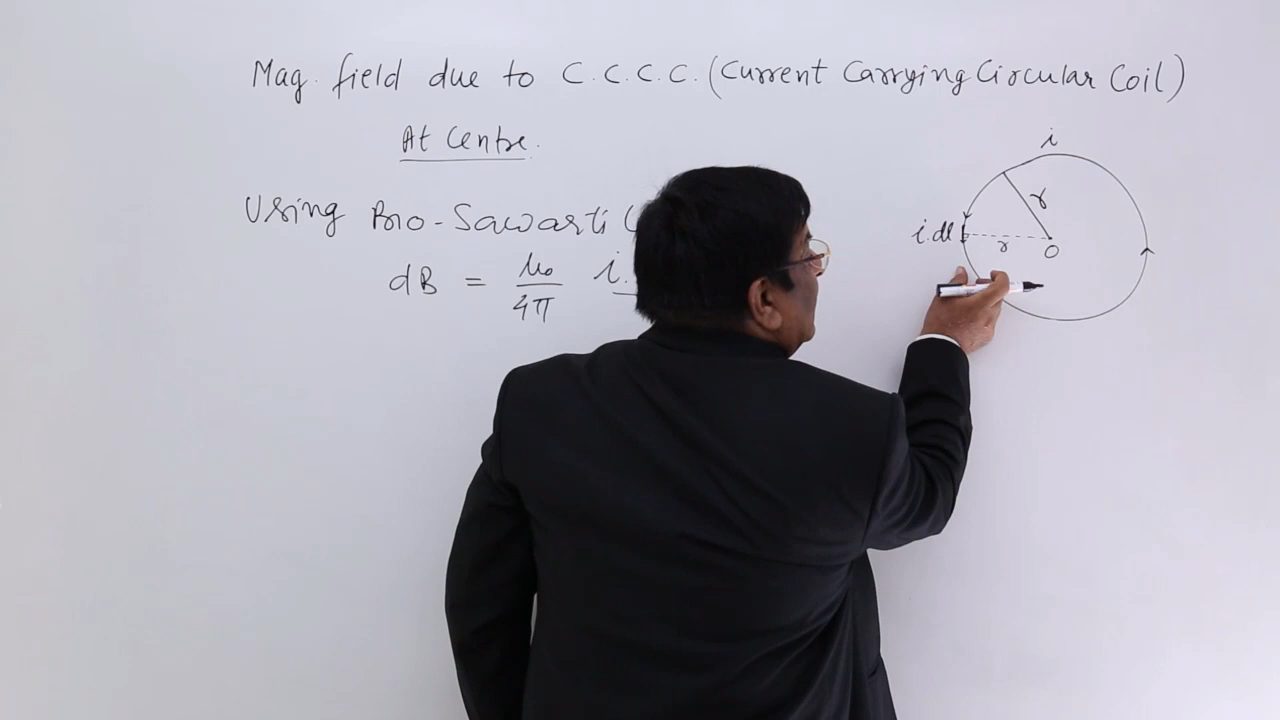 Mag. field due to C.C.C.C. (Current Carrying Circular Coil)
At Centre.
Using Bio-Sawarti (
dB = μ₀/4π i.
i
r
i.dl
r
O